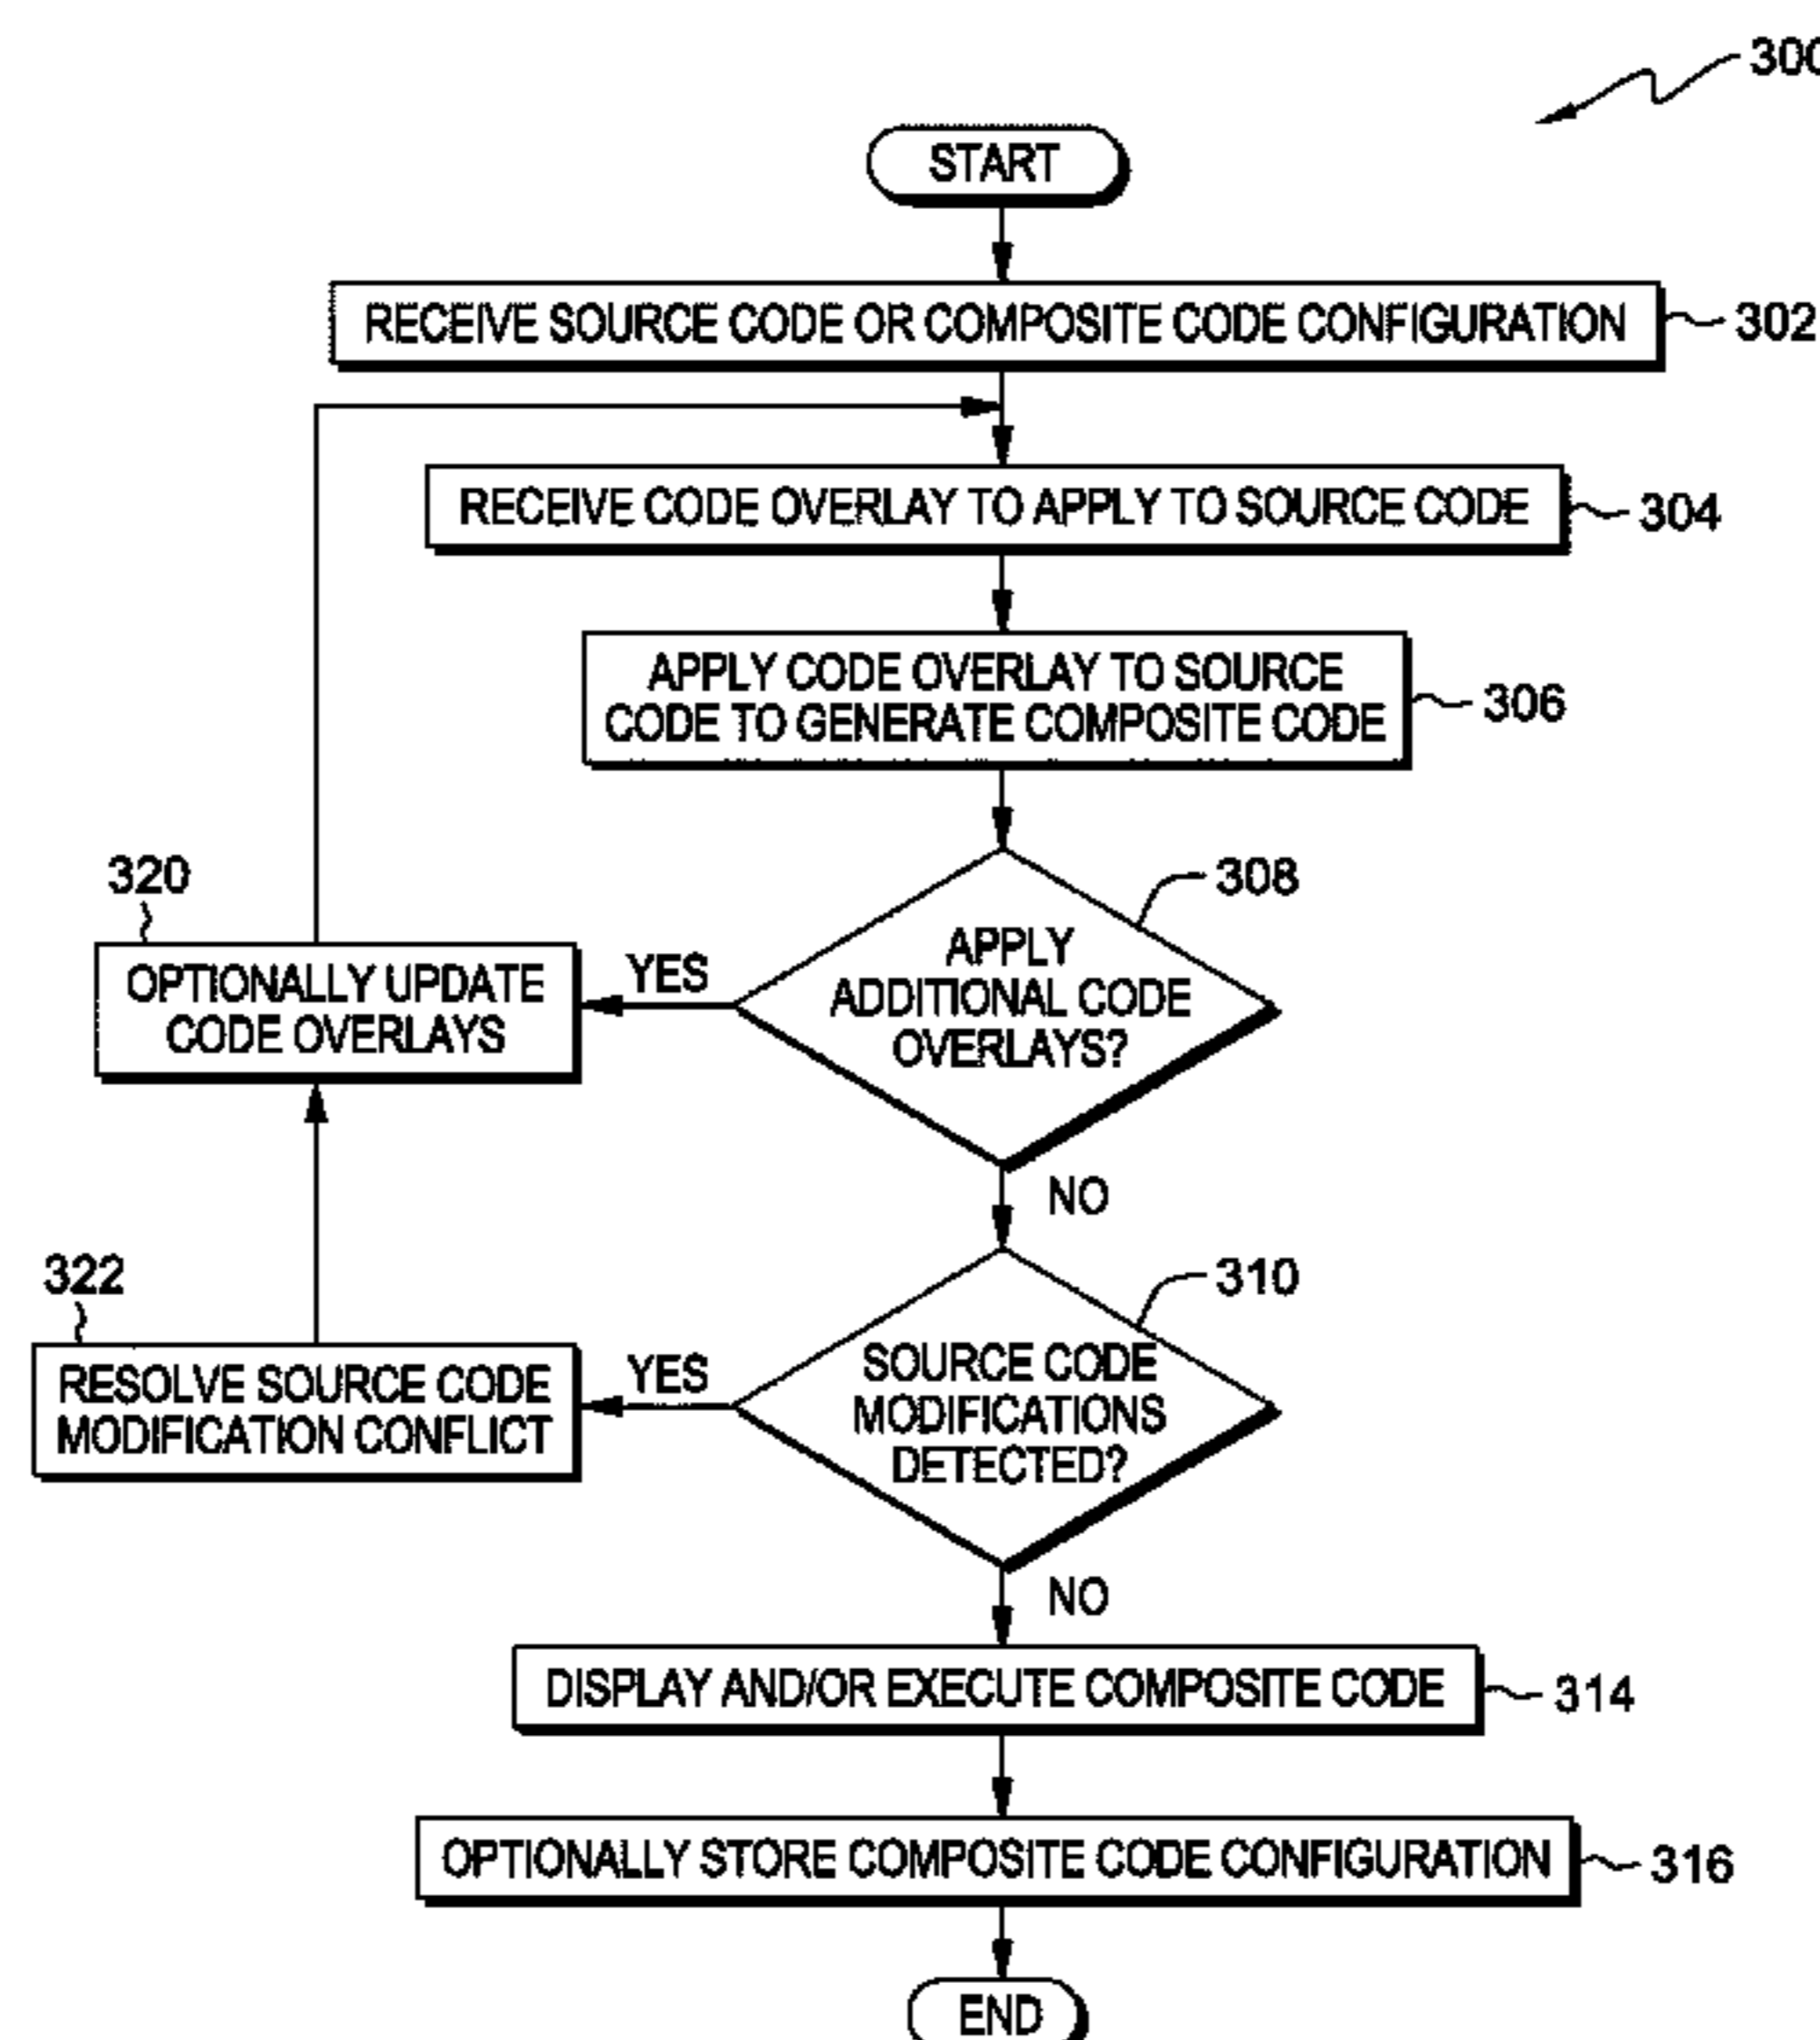 300
START
RECEIVE SOURCE CODE OR COMPOSITE CODE CONFIGURATION
302
RECEIVE CODE OVERLAY TO APPLY TO SOURCE CODE
304
APPLY CODE OVERLAY TO SOURCE
CODE TO GENERATE COMPOSITE CODE
306
308
APPLY
ADDITIONAL CODE
OVERLAYS?
YES
320
OPTIONALLY UPDATE
CODE OVERLAYS
NO
310
SOURCE CODE
MODIFICATIONS
DETECTED?
YES
322
RESOLVE SOURCE CODE
MODIFICATION CONFLICT
NO
DISPLAY AND/OR EXECUTE COMPOSITE CODE
314
OPTIONALLY STORE COMPOSITE CODE CONFIGURATION
316
END